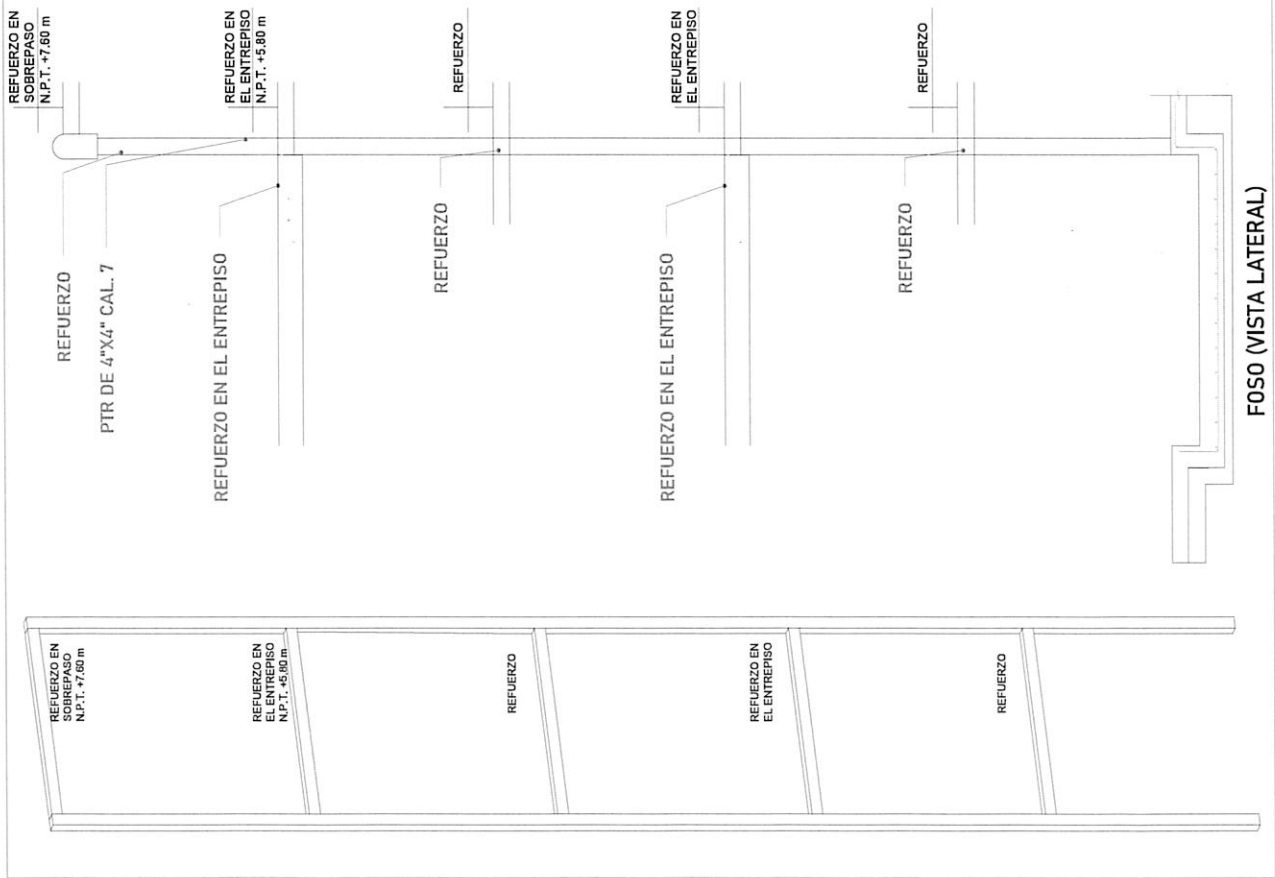 REFUERZO EN
SOBREPASO
N.P.T. +7.60 m
REFUERZO EN
EL ENTREPISO
N.P.T. +5.80 m
REFUERZO
REFUERZO EN
EL ENTREPISO
REFUERZO
REFUERZO
PTR DE 4"X4" CAL. 7
REFUERZO EN EL ENTREPISO
REFUERZO
REFUERZO EN EL ENTREPISO
REFUERZO
FOSO (VISTA LATERAL)
REFUERZO EN
SOBREPASO
N.P.T. +7.60 m
REFUERZO EN
EL ENTREPISO
N.P.T. +5.80 m
REFUERZO
REFUERZO EN
EL ENTREPISO
REFUERZO